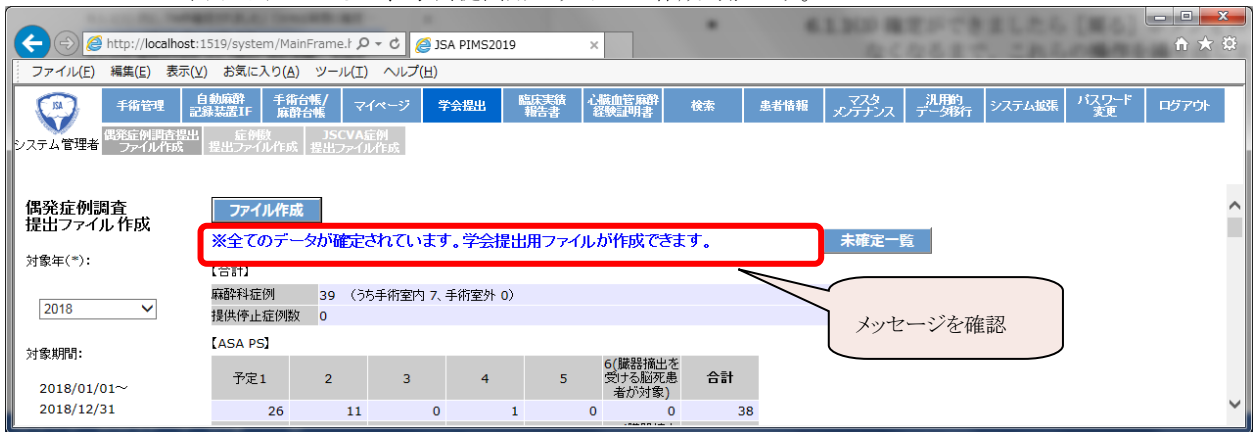 http://localhost:1519/system/MainFrame.h
JSA PIMS2019
ファイル(F) 編集(E) 表示(V) お気に入り(A) ツール(T) ヘルプ(H)
JSA
システム管理者
手術管理
自動麻酔
記録装置IF
手術台帳/
麻酔台帳
マイページ
学会提出
臨床実績
報告書
心臓血管麻酔
経験証明書
検索
患者情報
マスタ
メンテナンス
汎用的
データ移行
システム拡張
パスワード
変更
ログアウト
偶発症例調査提出
ファイル作成
症例数
提出ファイル作成
JSCVA症例
提出ファイル作成
偶発症例調査
提出ファイル作成
ファイル作成
※全てのデータが確定されています。学会提出用ファイルが作成できます。
未確定一覧
対象年(*):
2018
対象期間:
2018/01/01～
2018/12/31
【合計】
麻酔科症例 39 (うち手術室内 7、手術室外 0)
提供停止症例数 0
メッセージを確認
【ASA PS】
予定1 2 3 4 5 6(臓器摘出を受ける脳死患者が対象) 合計
26 11 0 1 0 0 38